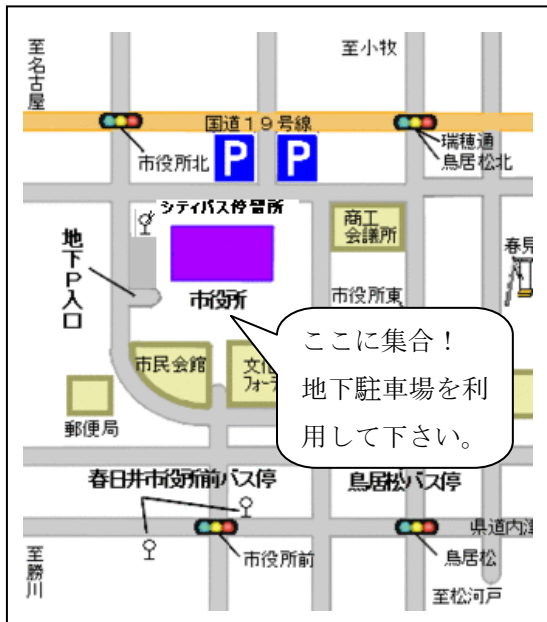 至名古屋
至小牧
国道19号線
市役所北
P
P
瑞穂通
鳥居松北
シティバス停留所
商工
会議所
地下P入口
春見
市役所
市役所東
ここに集合！
地下駐車場を利
用して下さい。
市民会館
文化
フォー
郵便局
春日井市役所前バス停
鳥居松バス停
県道内津
市役所前
鳥居松
至勝川
至松河戸